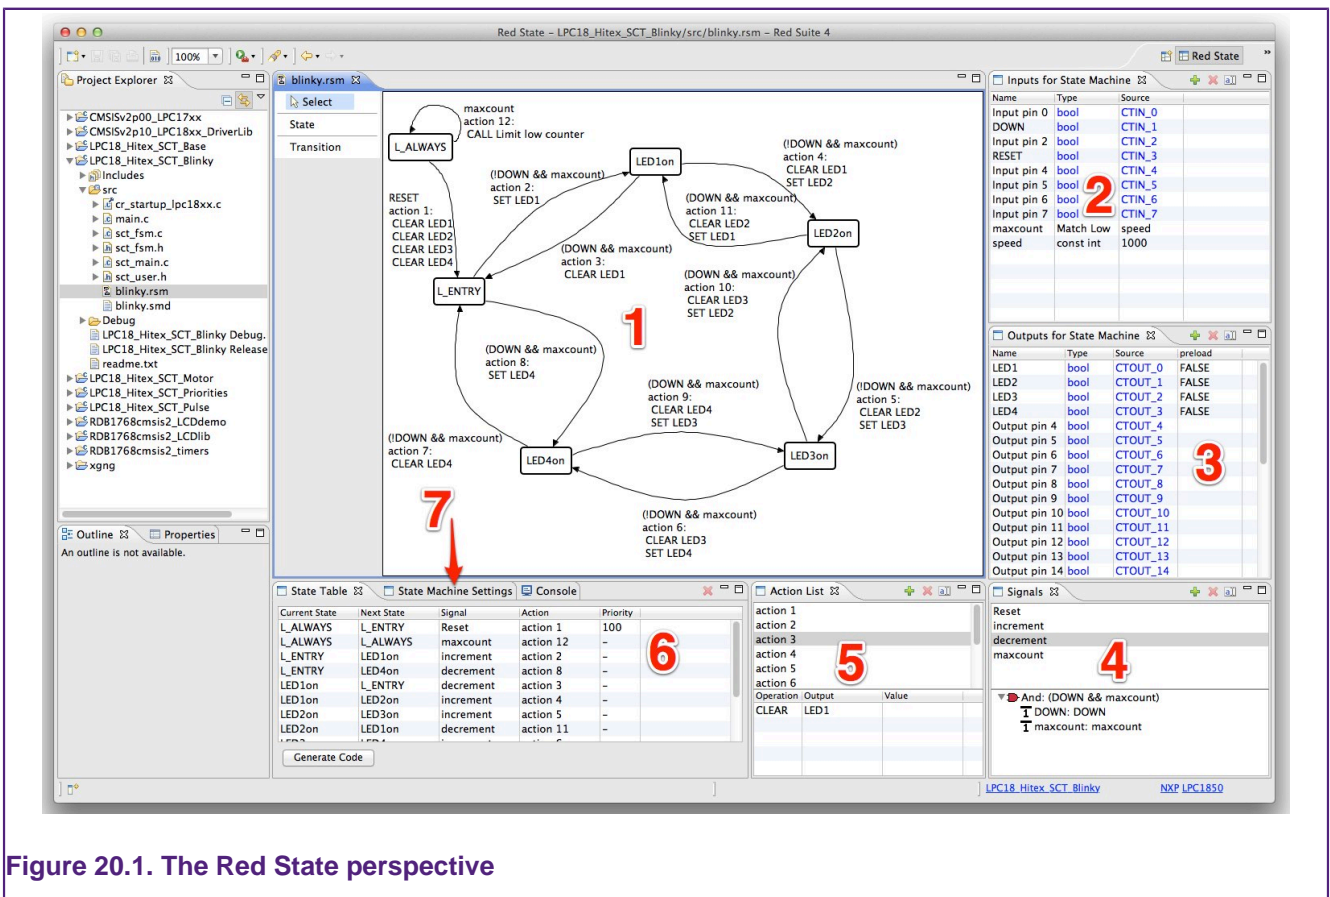 Red State – LPC18_Hitex_SCT_Blinky/src/blinky.rsm – Red Suite 4
100%
Red State
»
Project Explorer
CMSISv2p00_LPC17xx
CMSISv2p10_LPC18xx_DriverLib
LPC18_Hitex_SCT_Base
LPC18_Hitex_SCT_Blinky
Includes
src
cr_startup_lpc18xx.c
main.c
sct_fsm.c
sct_fsm.h
sct_main.c
sct_user.h
blinky.rsm
blinky.smd
Debug
LPC18_Hitex_SCT_Blinky Debug.
LPC18_Hitex_SCT_Blinky Release
readme.txt
LPC18_Hitex_SCT_Motor
LPC18_Hitex_SCT_Priorities
LPC18_Hitex_SCT_Pulse
RDB1768cmsis2_LCDdemo
RDB1768cmsis2_LCDlib
RDB1768cmsis2_timers
xgng
Outline Properties
An outline is not available.
blinky.rsm
Select
State
Transition
maxcount
action 12:
CALL Limit low counter
L_ALWAYS
RESET
action 1:
CLEAR LED1
CLEAR LED2
CLEAR LED3
CLEAR LED4
L_ENTRY
(!DOWN && maxcount)
action 2:
SET LED1
LED1on
(DOWN && maxcount)
action 3:
CLEAR LED1
(!DOWN && maxcount)
action 4:
CLEAR LED1
SET LED2
(DOWN && maxcount)
action 11:
CLEAR LED2
SET LED1
LED2on
(DOWN && maxcount)
action 10:
CLEAR LED3
SET LED2
1
(DOWN && maxcount)
action 8:
SET LED4
(DOWN && maxcount)
action 9:
CLEAR LED4
SET LED3
(!DOWN && maxcount)
action 5:
CLEAR LED2
SET LED3
(!DOWN && maxcount)
action 7:
CLEAR LED4
LED4on
LED3on
(!DOWN && maxcount)
action 6:
CLEAR LED3
SET LED4
7
Inputs for State Machine
Name Type Source
Input pin 0 bool CTIN_0
DOWN bool CTIN_1
Input pin 2 bool CTIN_2
RESET bool CTIN_3
Input pin 4 bool CTIN_4
Input pin 5 bool CTIN_5
Input pin 6 bool CTIN_6
Input pin 7 bool CTIN_7
maxcount Match Low speed
speed const int 1000
2
Outputs for State Machine
Name Type Source preload
LED1 bool CTOUT_0 FALSE
LED2 bool CTOUT_1 FALSE
LED3 bool CTOUT_2 FALSE
LED4 bool CTOUT_3 FALSE
Output pin 4 bool CTOUT_4
Output pin 5 bool CTOUT_5
Output pin 6 bool CTOUT_6
Output pin 7 bool CTOUT_7
Output pin 8 bool CTOUT_8
Output pin 9 bool CTOUT_9
Output pin 10 bool CTOUT_10
Output pin 11 bool CTOUT_11
Output pin 12 bool CTOUT_12
Output pin 13 bool CTOUT_13
Output pin 14 bool CTOUT_14
3
State Table State Machine Settings Console
Current State Next State Signal Action Priority
L_ALWAYS L_ENTRY Reset action 1 100
L_ALWAYS L_ALWAYS maxcount action 12 –
L_ENTRY LED1on increment action 2 –
L_ENTRY LED4on decrement action 8 –
LED1on L_ENTRY decrement action 3 –
LED1on LED2on increment action 4 –
LED2on LED3on increment action 5 –
LED2on LED1on decrement action 11 –
6
Generate Code
Action List
action 1
action 2
action 3
action 4
action 5
action 6
5
Operation Output Value
CLEAR LED1
Signals
Reset
increment
decrement
maxcount
4
And: (DOWN && maxcount)
DOWN: DOWN
maxcount: maxcount
LPC18_Hitex_SCT_Blinky NXP LPC1850
Figure 20.1. The Red State perspective